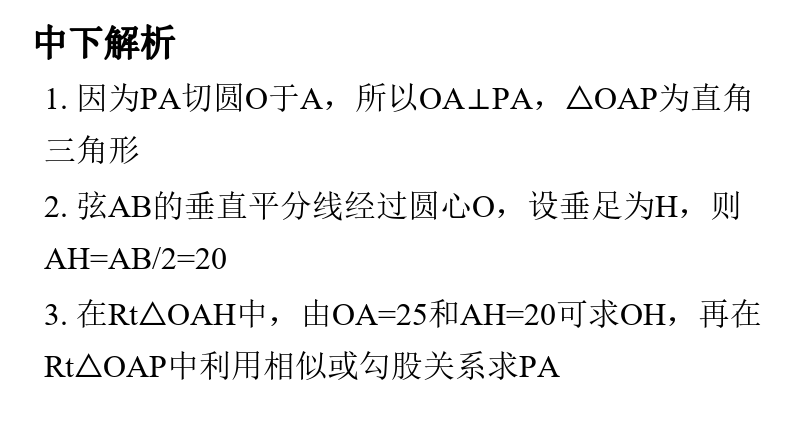 中下解析
1. 因为PA切圆O于A，所以OA⊥PA，△OAP为直角
三角形
2. 弦AB的垂直平分线经过圆心O，设垂足为H，则
AH=AB/2=20
3. 在Rt△OAH中，由OA=25和AH=20可求OH，再在
Rt△OAP中利用相似或勾股关系求PA